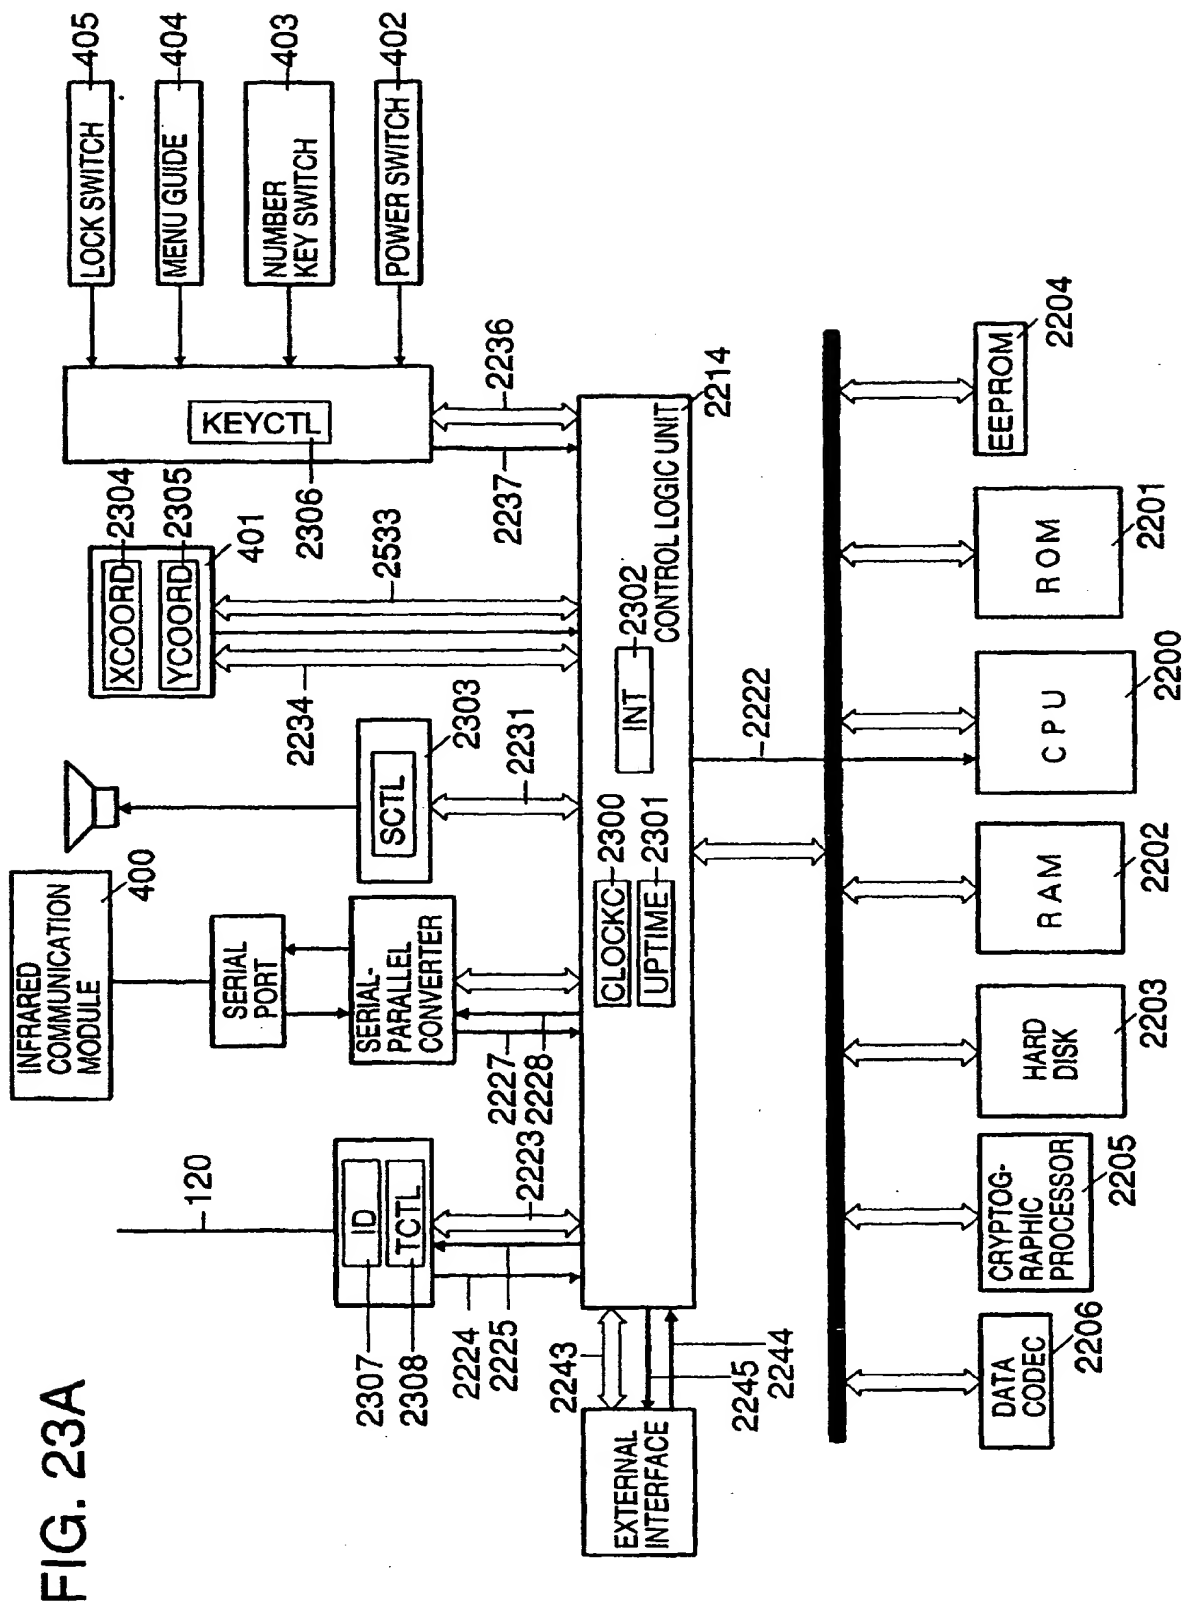 FIG. 23A
INFRARED
COMMUNICATION
MODULE
400
405
LOCK SWITCH
404
MENU GUIDE
403
NUMBER
KEY SWITCH
402
POWER SWITCH
120
SERIAL
PORT
XCOORD
2304
YCOORD
2305
401
KEYCTL
2306
ID
2307
TCTL
2308
SERIAL-
PARALLEL
CONVERTER
SCTL
2303
2234
2533
2237
2236
2224
2225
2223
2227
2228
2231
EXTERNAL
INTERFACE
2243
2245
2244
CLOCKC
2300
UPTIME
2301
INT
2302
CONTROL LOGIC UNIT
2214
2222
DATA
CODEC
2206
CRYPTOG-
RAPHIC
PROCESSOR
2205
HARD
DISK
2203
RAM
2202
CPU
2200
ROM
2201
EEPROM
2204